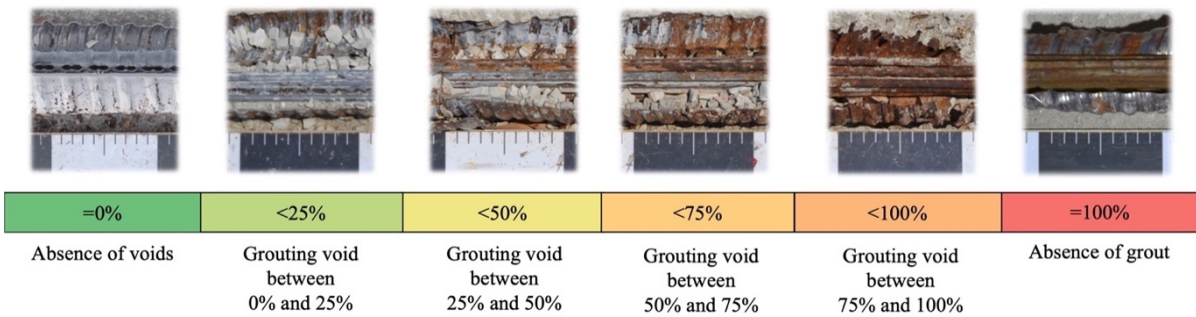 =0%
<25%
<50%
<75%
<100%
=100%
Absence of voids
Grouting void
between
0% and 25%
Grouting void
between
25% and 50%
Grouting void
between
50% and 75%
Grouting void
between
75% and 100%
Absence of grout